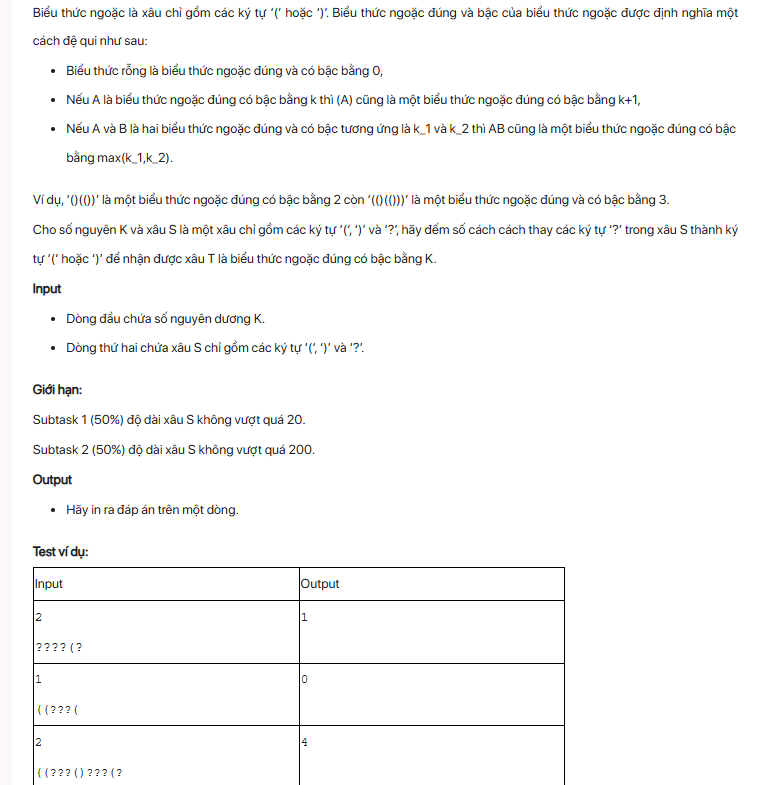 Biểu thức ngoặc là xâu chỉ gồm các ký tự '(' hoặc ')'. Biểu thức ngoặc đúng và bậc của biểu thức ngoặc được định nghĩa một
cách đệ qui như sau:
• Biểu thức rỗng là biểu thức ngoặc đúng và có bậc bằng 0,
• Nếu A là biểu thức ngoặc đúng có bậc bằng k thì (A) cũng là một biểu thức ngoặc đúng có bậc bằng k+1,
• Nếu A và B là hai biểu thức ngoặc đúng và có bậc tương ứng là k_1 và k_2 thì AB cũng là một biểu thức ngoặc đúng có bậc
bằng max(k_1,k_2).
Ví dụ, '()(())' là một biểu thức ngoặc đúng có bậc bằng 2 còn '(()(()))' là một biểu thức ngoặc đúng và có bậc bằng 3.
Cho số nguyên K và xâu S là một xâu chỉ gồm các ký tự '(', ')' và '?', hãy đếm số cách cách thay các ký tự '?' trong xâu S thành ký
tự '(' hoặc ')' để nhận được xâu T là biểu thức ngoặc đúng có bậc bằng K.
Input
• Dòng đầu chứa số nguyên dương K.
• Dòng thứ hai chứa xâu S chỉ gồm các ký tự '(', ')' và '?'.
Giới hạn:
Subtask 1 (50%) độ dài xâu S không vượt quá 20.
Subtask 2 (50%) độ dài xâu S không vượt quá 200.
Output
• Hãy in ra đáp án trên một dòng.
Test ví dụ:
Input Output
2 1
????(?
1 0
((???(
2 4
((???()???(?